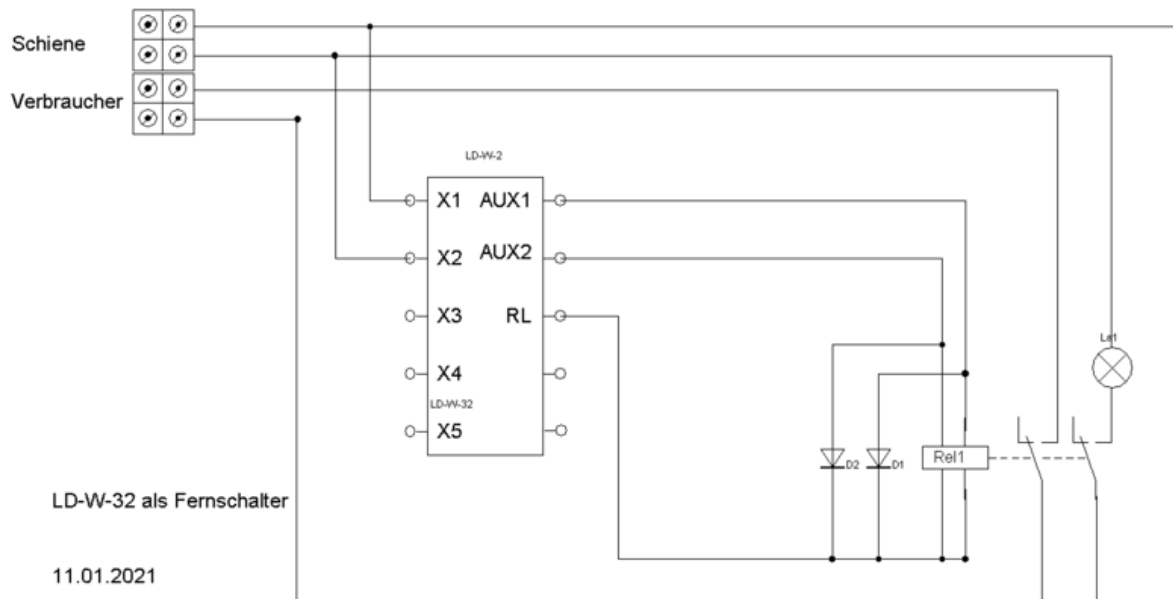 Schiene
Verbraucher
LD-W-2
X1 AUX1
X2 AUX2
X3 RL
X4
LD-W-32
X5
La1
D2 D1 Rel1
LD-W-32 als Fernschalter
11.01.2021